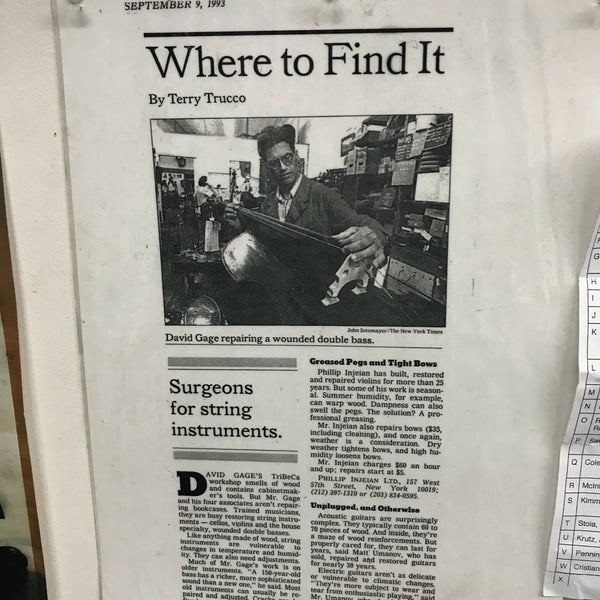 SEPTEMBER 9, 1993
Where to Find It
By Terry Trucco
John Sotomayor/The New York Times
David Gage repairing a wounded double bass.
Surgeons
for string
instruments.
DAVID GAGE'S TriBeCa
workshop smells of wood
and contains cabinetmak-
er's tools. But Mr. Gage
and his four associates aren't repair-
ing bookcases. Trained musicians,
they are busy restoring string instru-
ments — cellos, violins and the house
specialty, wounded double basses.
Like anything made of wood, string
instruments are vulnerable to
changes in temperature and humid-
ity. They can also need adjustments.
Much of Mr. Gage's work is on
older instruments. "A 150-year-old
bass has a richer, more sophisticated
sound than a new one," he said. Most
old instruments can usually be re-
paired and adjusted.
Greased Pegs and Tight Bows
Phillip Injeian has built, restored
and repaired violins for more than 25
years. But some of his work is season-
al. Summer humidity, for example,
can warp wood. Dampness can also
swell the pegs. The solution? A pro-
fessional greasing.
Mr. Injeian also repairs bows ($35,
including cleaning), and once again,
weather is a consideration. Dry
weather tightens bows, and high hu-
midity loosens bows.
Mr. Injeian charges $60 an hour
and up; repairs start at $5.
PHILLIP INJEIAN LTD., 157 West
57th Street, New York 10019;
(212) 397-1310 or (203) 834-0595.
Unplugged, and Otherwise
Acoustic guitars are surprisingly
complex. They typically contain 60 to
70 pieces of wood. And inside, they're
a maze of wood reinforcements. But
properly cared for, they can last for
years, said Matt Umanov, who has
sold, repaired and restored guitars
for nearly 30 years.
Electric guitars aren't as delicate
or vulnerable to climatic changes.
"They're more subject to wear and
tear from enthusiastic playing," said
Mr. Umanov, who
G
H
I
J
K
L
M
N
O
P
Q Cole
R McInt
S Kimm
T Stoia,
U Krutz,
V Pennin
W Cristian
X